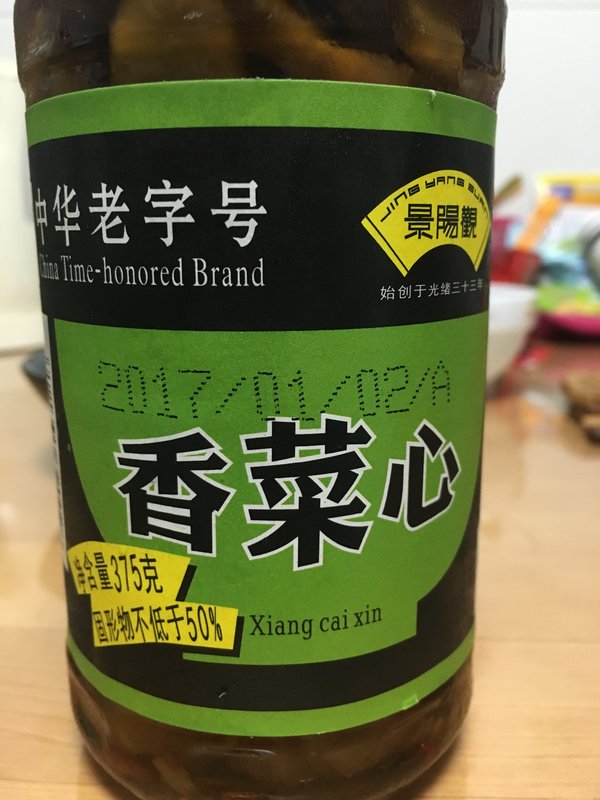 中华老字号
China Time-honored Brand
JING YANG GUAN
景陽觀
始创于光绪三十三年
2017/01/02/A
香菜心
净含量375克
固形物不低于50%
Xiang cai xin